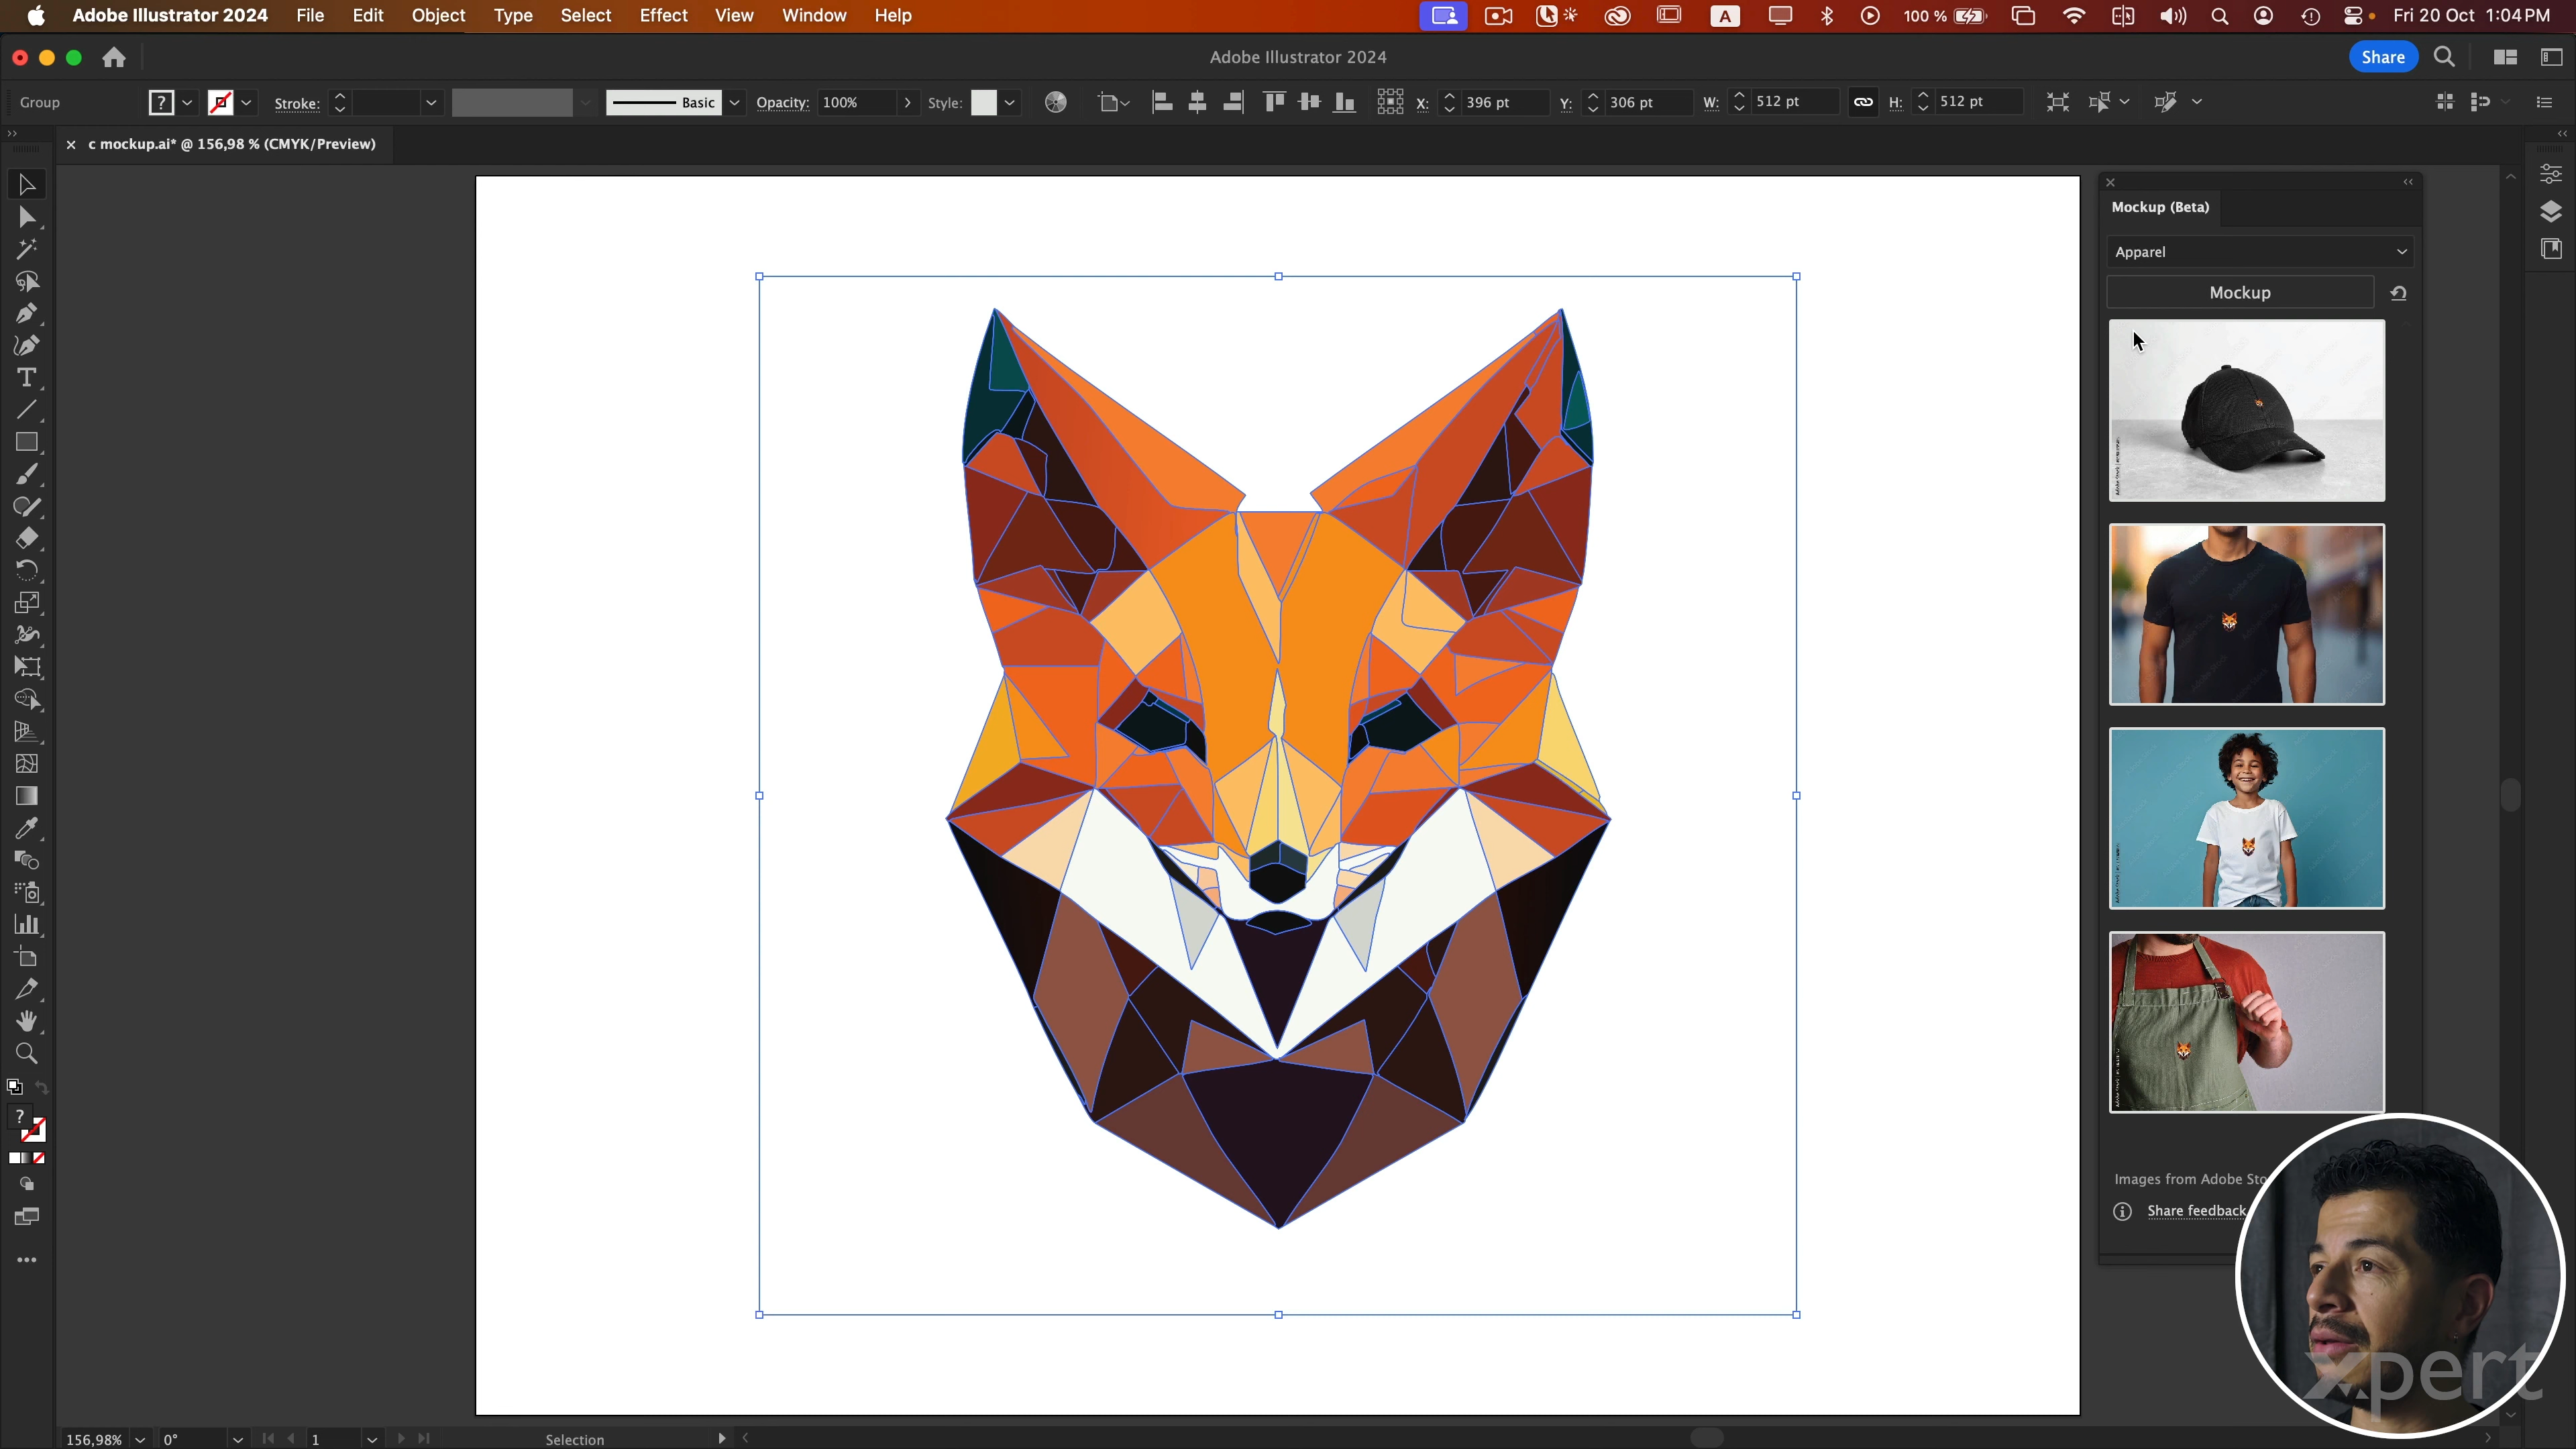 Adobe Illustrator 2024 File Edit Object Type Select Effect View Window Help A 100 % Fri 20 Oct 1:04 PM
Adobe Illustrator 2024 Share
Group ? Stroke: Basic Opacity: 100% Style: X: 396 pt Y: 306 pt W: 512 pt H: 512 pt
c mockup.ai* @ 156,98 % (CMYK/Preview)
Mockup (Beta)
Apparel
Mockup
Images from Adobe Sto
Share feedback
?
xpert
156,98% 0° 1 Selection